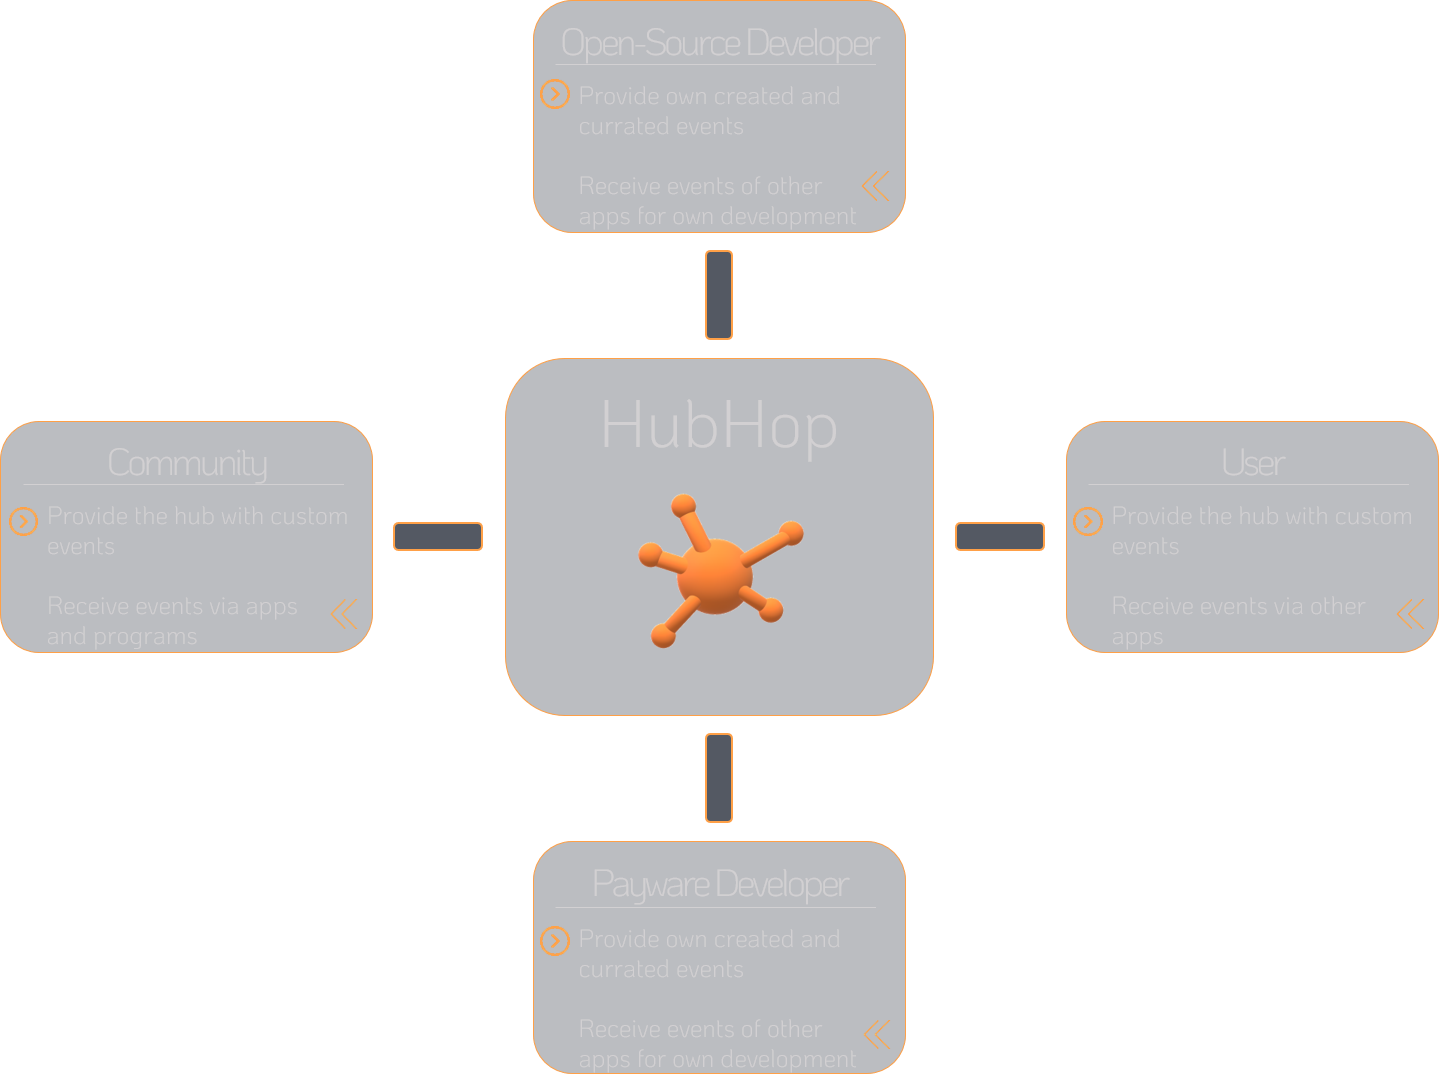 Open-Source Developer
Provide own created and
currated events
Receive events of other
apps for own development
HubHop
Community
Provide the hub with custom
events
Receive events via apps
and programs
User
Provide the hub with custom
events
Receive events via other
apps
Payware Developer
Provide own created and
currated events
Receive events of other
apps for own development